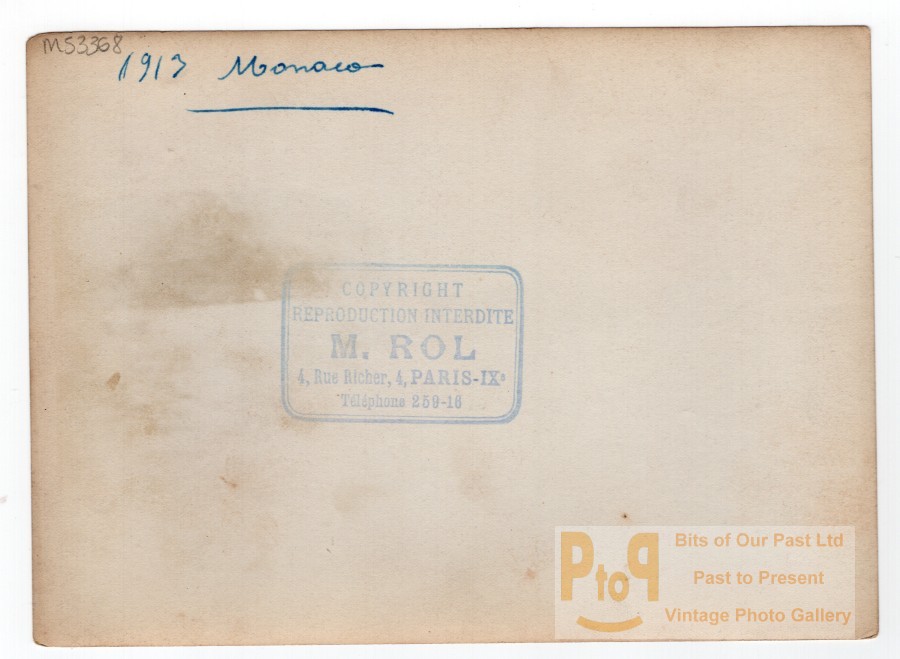 M53368
1913 Monaco
COPYRIGHT
REPRODUCTION INTERDITE
M. ROL
4, Rue Richer, 4, PARIS-IXe
Téléphone 259-16
PtoP
Bits of Our Past Ltd
Past to Present
Vintage Photo Gallery